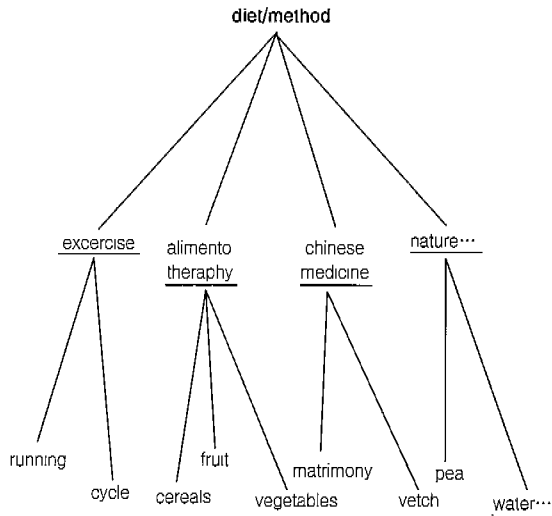 diet/method
excercise
alimento
theraphy
chinese
medicine
nature…
running
cycle
cereals
fruit
vegetables
matrimony
vetch
pea
water…